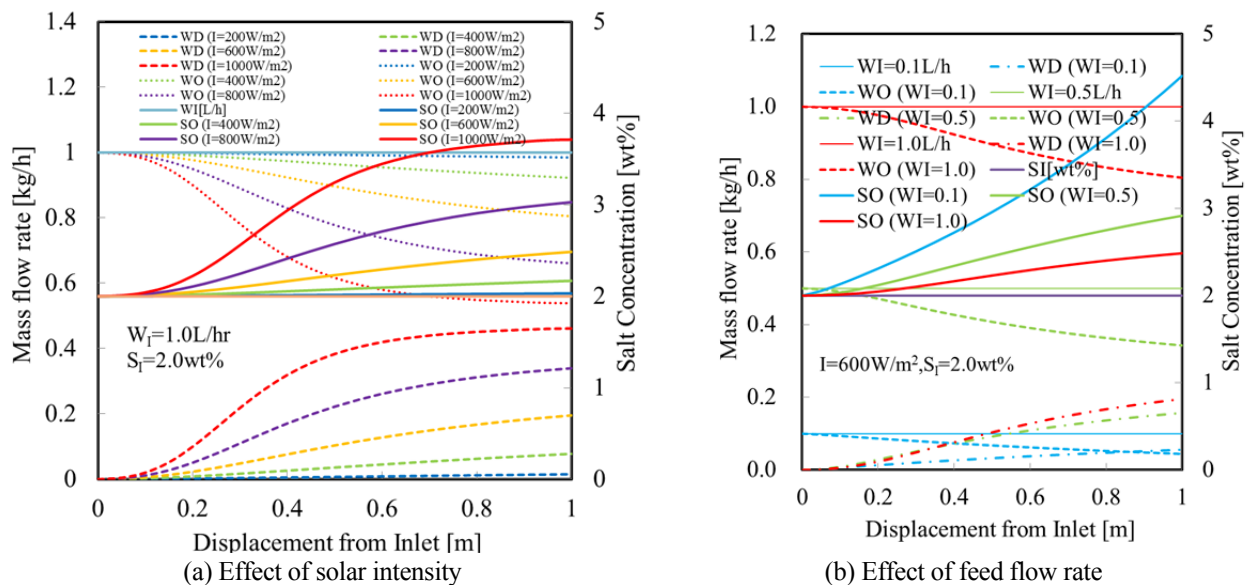 1.4
1.2
1
0.8
0.6
0.4
0.2
0
Mass flow rate [kg/h]
5
4
3
2
1
0
Salt Concentration [wt%]
WD (I=200W/m2) WD (I=400W/m2)
WD (I=600W/m2) WD (I=800W/m2)
WD (I=1000W/m2) WO (I=200W/m2)
WO (I=400W/m2) WO (I=600W/m2)
WO (I=800W/m2) WO (I=1000W/m2)
WI[L/h] SO (I=200W/m2)
SO (I=400W/m2) SO (I=600W/m2)
SO (I=800W/m2) SO (I=1000W/m2)
W_I=1.0L/hr
S_I=2.0wt%
0 0.2 0.4 0.6 0.8 1
Displacement from Inlet [m]
(a) Effect of solar intensity
1.2
1.0
0.8
0.6
0.4
0.2
0.0
Mass flow rate [kg/h]
5
4
3
2
1
0
Salt Concentration [wt%]
WI=0.1L/h WD (WI=0.1)
WO (WI=0.1) WI=0.5L/h
WD (WI=0.5) WO (WI=0.5)
WI=1.0L/h WD (WI=1.0)
WO (WI=1.0) SI[wt%]
SO (WI=0.1) SO (WI=0.5)
SO (WI=1.0)
I=600W/m²,S_I=2.0wt%
0 0.2 0.4 0.6 0.8 1
Displacement from Inlet [m]
(b) Effect of feed flow rate